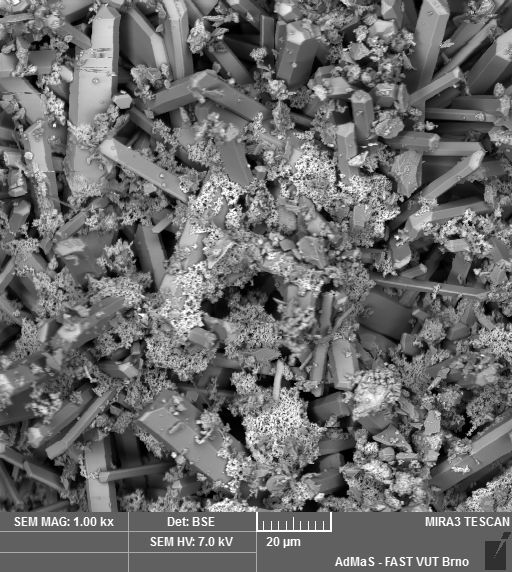 SEM MAG: 1.00 kx Det: BSE MIRA3 TESCAN
SEM HV: 7.0 kV 20 µm
AdMaS - FAST VUT Brno